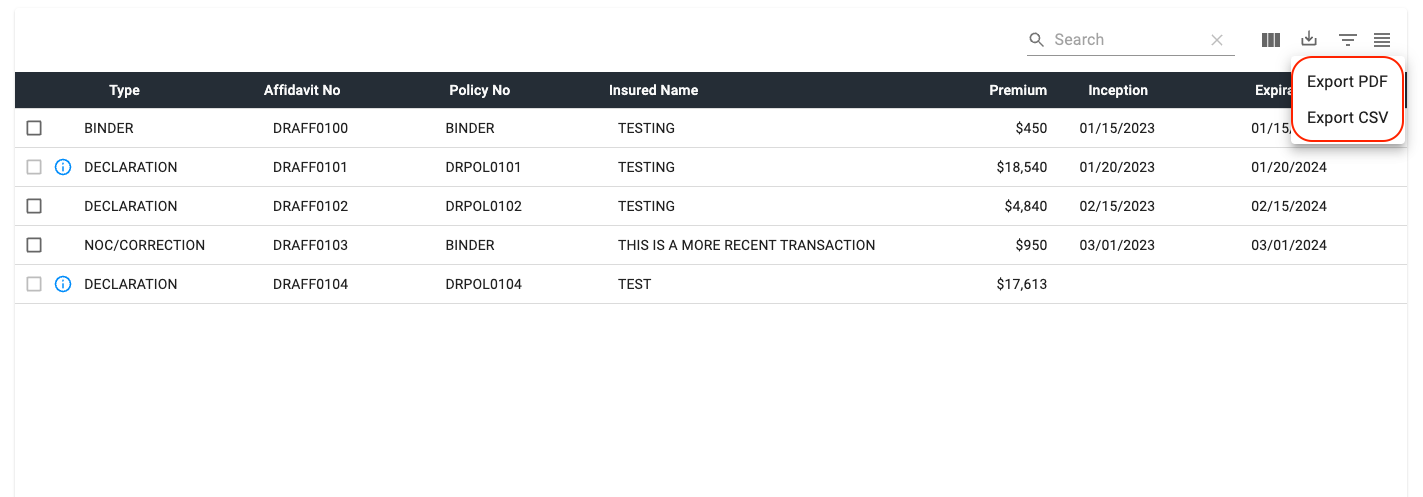 Search
Export PDF
Export CSV
Type Affidavit No Policy No Insured Name Premium Inception Expira
BINDER DRAFF0100 BINDER TESTING $450 01/15/2023 01/15/
DECLARATION DRAFF0101 DRPOL0101 TESTING $18,540 01/20/2023 01/20/2024
DECLARATION DRAFF0102 DRPOL0102 TESTING $4,840 02/15/2023 02/15/2024
NOC/CORRECTION DRAFF0103 BINDER THIS IS A MORE RECENT TRANSACTION $950 03/01/2023 03/01/2024
DECLARATION DRAFF0104 DRPOL0104 TEST $17,613